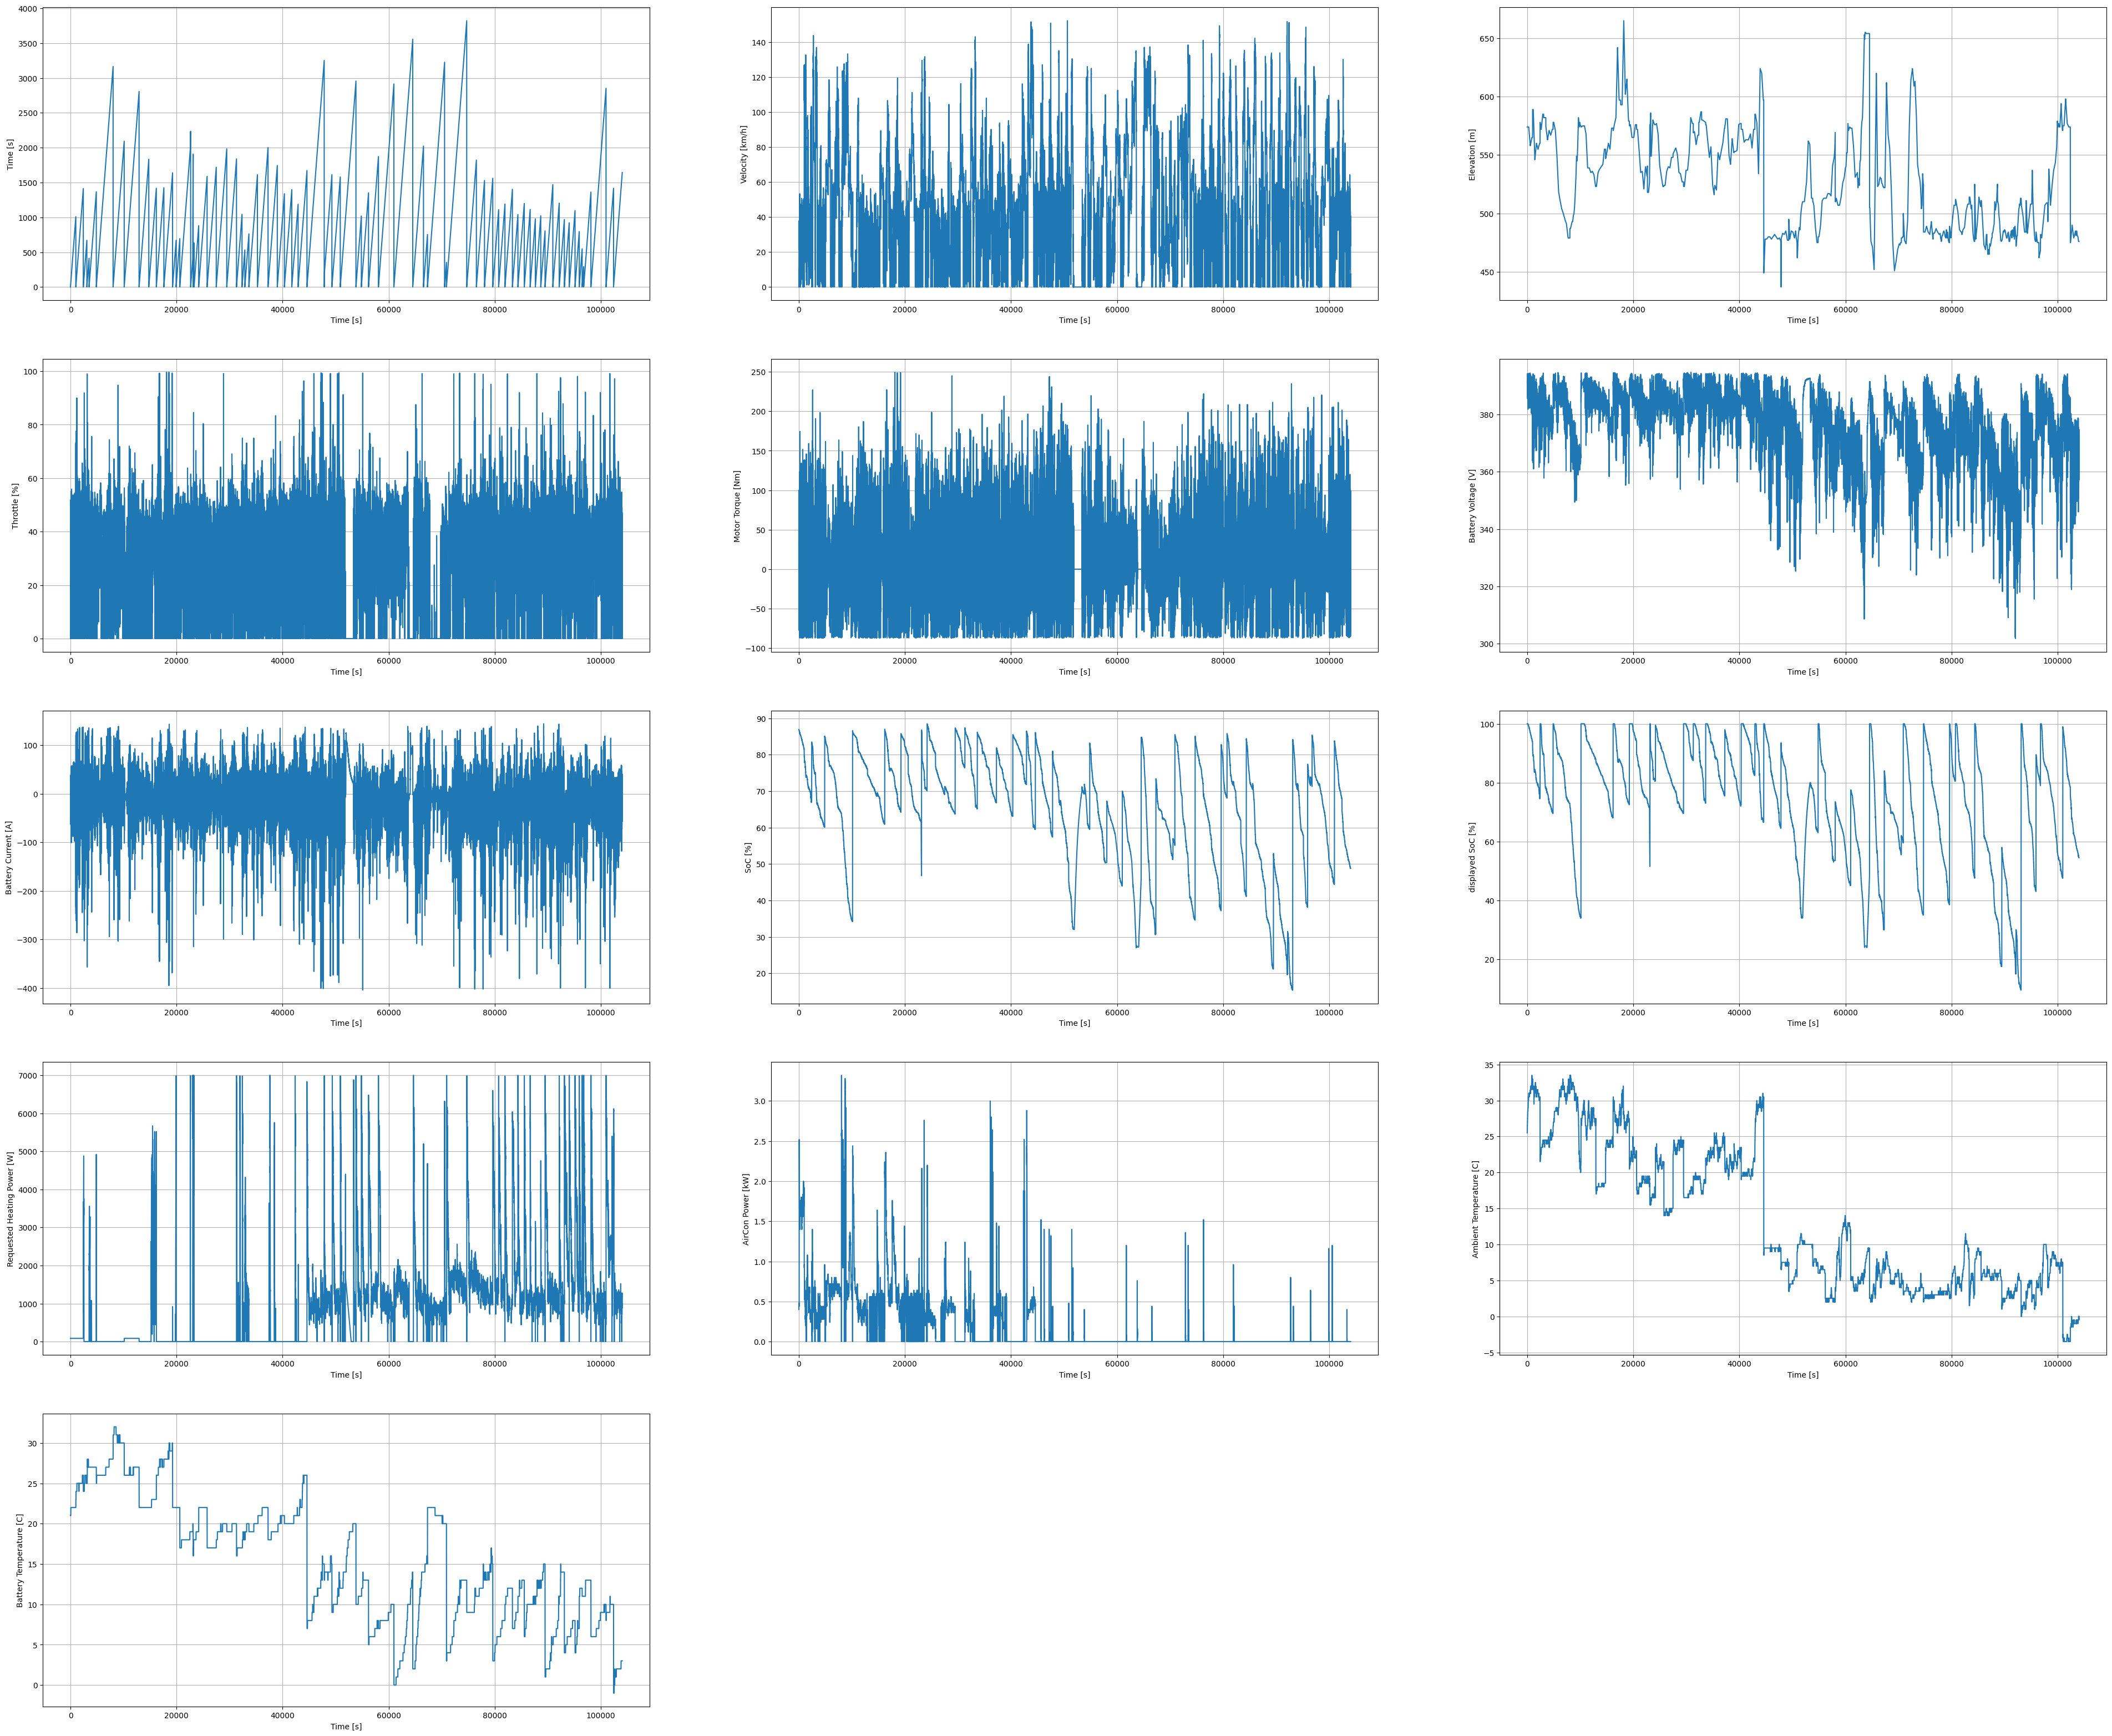 Time [s]
4000
3500
3000
2500
2000
1500
1000
500
0
0 20000 40000 60000 80000 100000
Time [s]
Velocity [km/h]
140
120
100
80
60
40
20
0
0 20000 40000 60000 80000 100000
Time [s]
Elevation [m]
650
600
550
500
450
0 20000 40000 60000 80000 100000
Time [s]
Throttle [%]
100
80
60
40
20
0
0 20000 40000 60000 80000 100000
Time [s]
Motor Torque [Nm]
250
200
150
100
50
0
−50
−100
0 20000 40000 60000 80000 100000
Time [s]
Battery Voltage [V]
380
360
340
320
300
0 20000 40000 60000 80000 100000
Time [s]
Battery Current [A]
100
0
−100
−200
−300
−400
0 20000 40000 60000 80000 100000
Time [s]
SoC [%]
90
80
70
60
50
40
30
20
0 20000 40000 60000 80000 100000
Time [s]
displayed SoC [%]
100
80
60
40
20
0 20000 40000 60000 80000 100000
Time [s]
Requested Heating Power [W]
7000
6000
5000
4000
3000
2000
1000
0
0 20000 40000 60000 80000 100000
Time [s]
AirCon Power [kW]
3.0
2.5
2.0
1.5
1.0
0.5
0.0
0 20000 40000 60000 80000 100000
Time [s]
Ambient Temperature [C]
35
30
25
20
15
10
5
0
−5
0 20000 40000 60000 80000 100000
Time [s]
Battery Temperature [C]
30
25
20
15
10
5
0
0 20000 40000 60000 80000 100000
Time [s]